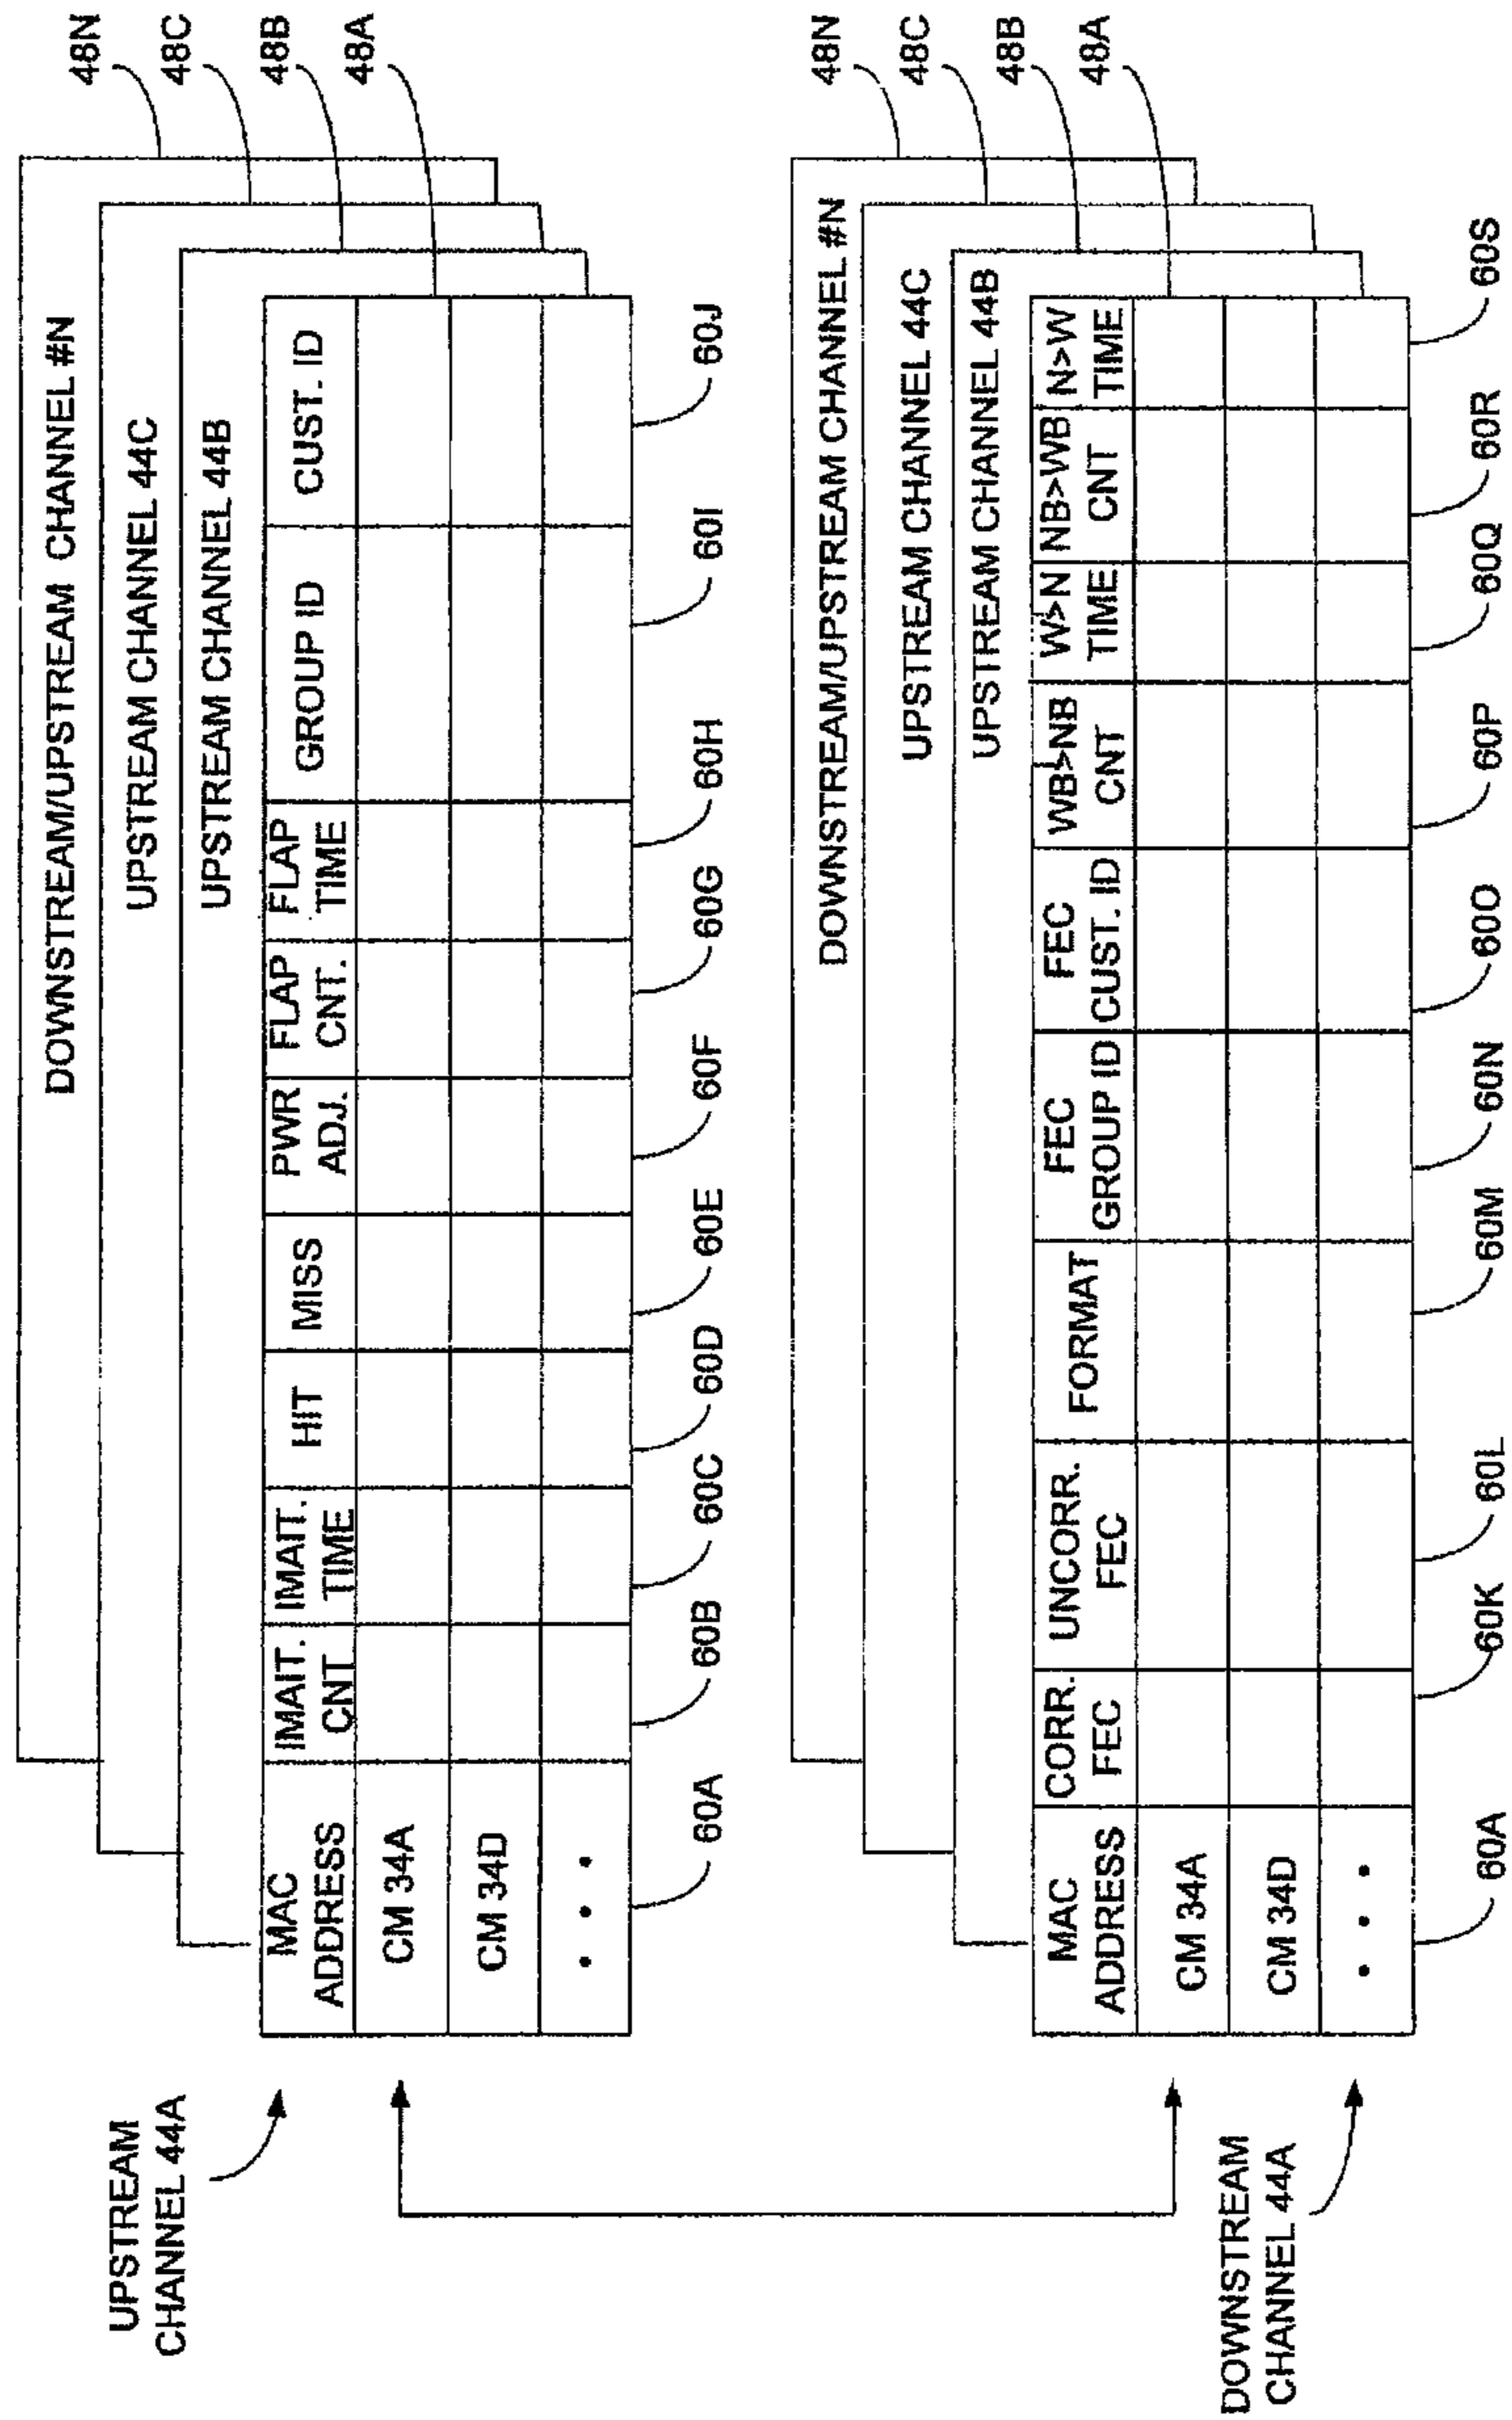 DOWNSTREAM/UPSTREAM CHANNEL #N
UPSTREAM CHANNEL 44C
UPSTREAM CHANNEL 44B
48N
48C
48B
48A
UPSTREAM
CHANNEL 44A
MAC
ADDRESS
IMAIT.
CNT
IMAIT.
TIME
HIT
MISS
PWR
ADJ.
FLAP
CNT.
FLAP
TIME
GROUP ID
CUST. ID
CM 34A
CM 34D
• • •
60A
60B
60C
60D
60E
60F
60G
60H
60I
60J
DOWNSTREAM/UPSTREAM CHANNEL #N
UPSTREAM CHANNEL 44C
UPSTREAM CHANNEL 44B
48N
48C
48B
48A
MAC
ADDRESS
CORR.
FEC
UNCORR.
FEC
FORMAT
FEC
GROUP ID
FEC
CUST. ID
WB>NB
CNT
W>N
TIME
NB>WB
CNT
N>W
TIME
CM 34A
CM 34D
• • •
DOWNSTREAM
CHANNEL 44A
60A
60K
60L
60M
60N
60O
60P
60Q
60R
60S